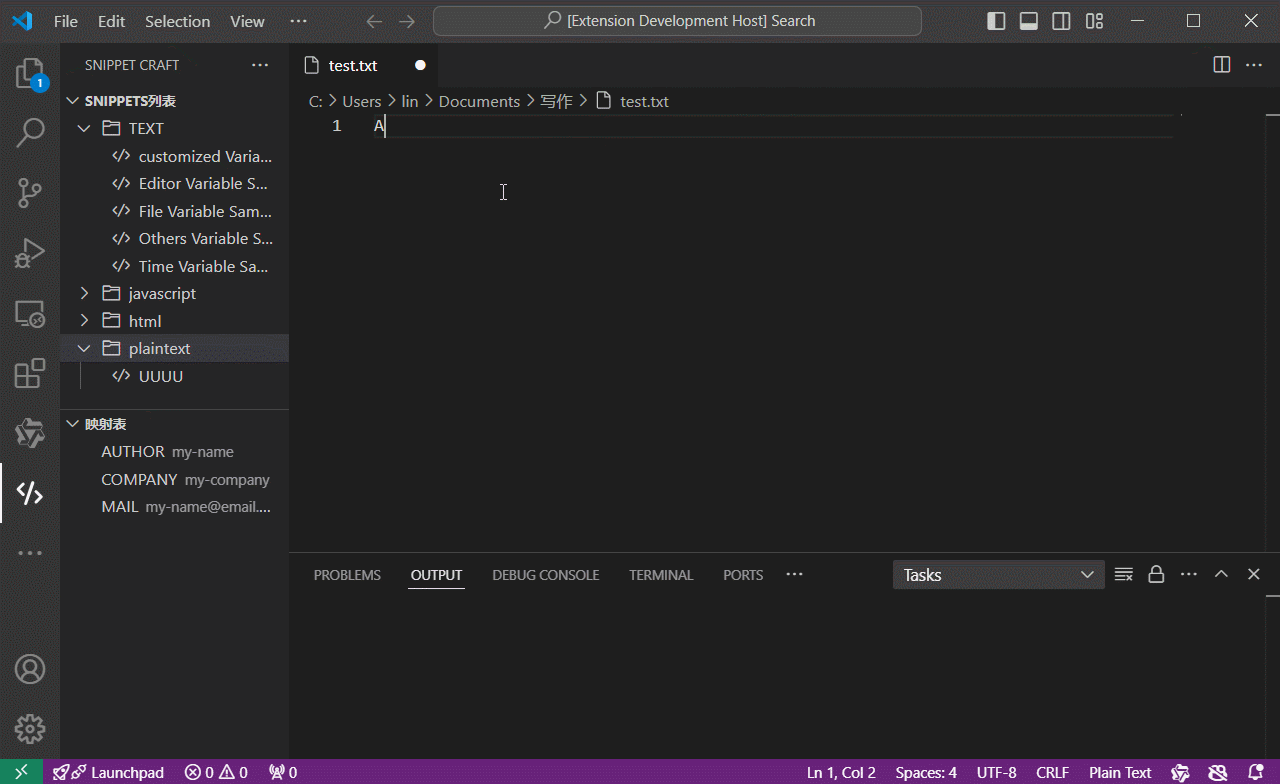 File Edit Selection View ··· [Extension Development Host] Search
SNIPPET CRAFT ···
test.txt
1
SNIPPETS列表
C: > Users > lin > Documents > 写作 > test.txt
TEXT
1 A
customized Varia...
Editor Variable S...
File Variable Sam...
Others Variable S...
Time Variable Sa...
javascript
html
plaintext
UUUU
映射表
AUTHOR my-name
COMPANY my-company
MAIL my-name@email....
PROBLEMS OUTPUT DEBUG CONSOLE TERMINAL PORTS ··· Tasks
Launchpad 0 0 0 Ln 1, Col 2 Spaces: 4 UTF-8 CRLF Plain Text